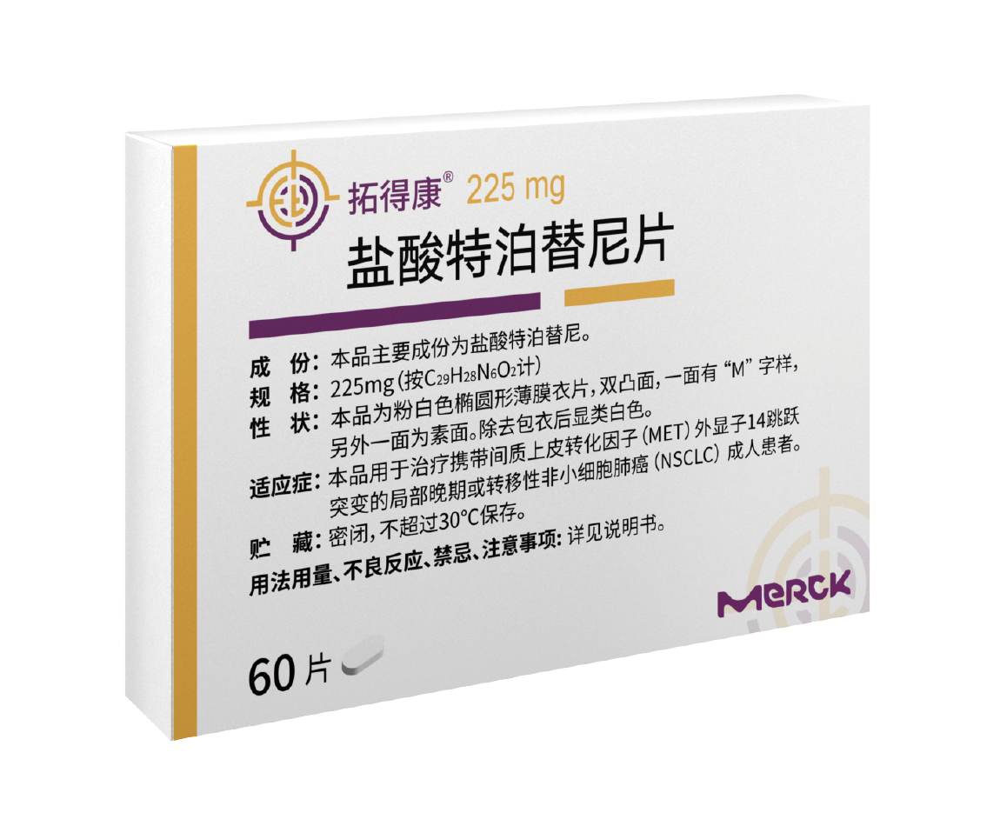 拓得康® 225 mg
盐酸特泊替尼片
成 份：本品主要成份为盐酸特泊替尼。
规 格：225mg（按C29H28N6O2计）
性 状：本品为粉白色椭圆形薄膜衣片，双凸面，一面有“M”字样，
另外一面为素面。除去包衣后显类白色。
适应症：本品用于治疗携带间质上皮转化因子（MET）外显子14跳跃
突变的局部晚期或转移性非小细胞肺癌（NSCLC）成人患者。
贮 藏：密闭，不超过30℃保存。
用法用量、不良反应、禁忌、注意事项：详见说明书。
MERCK
60 片